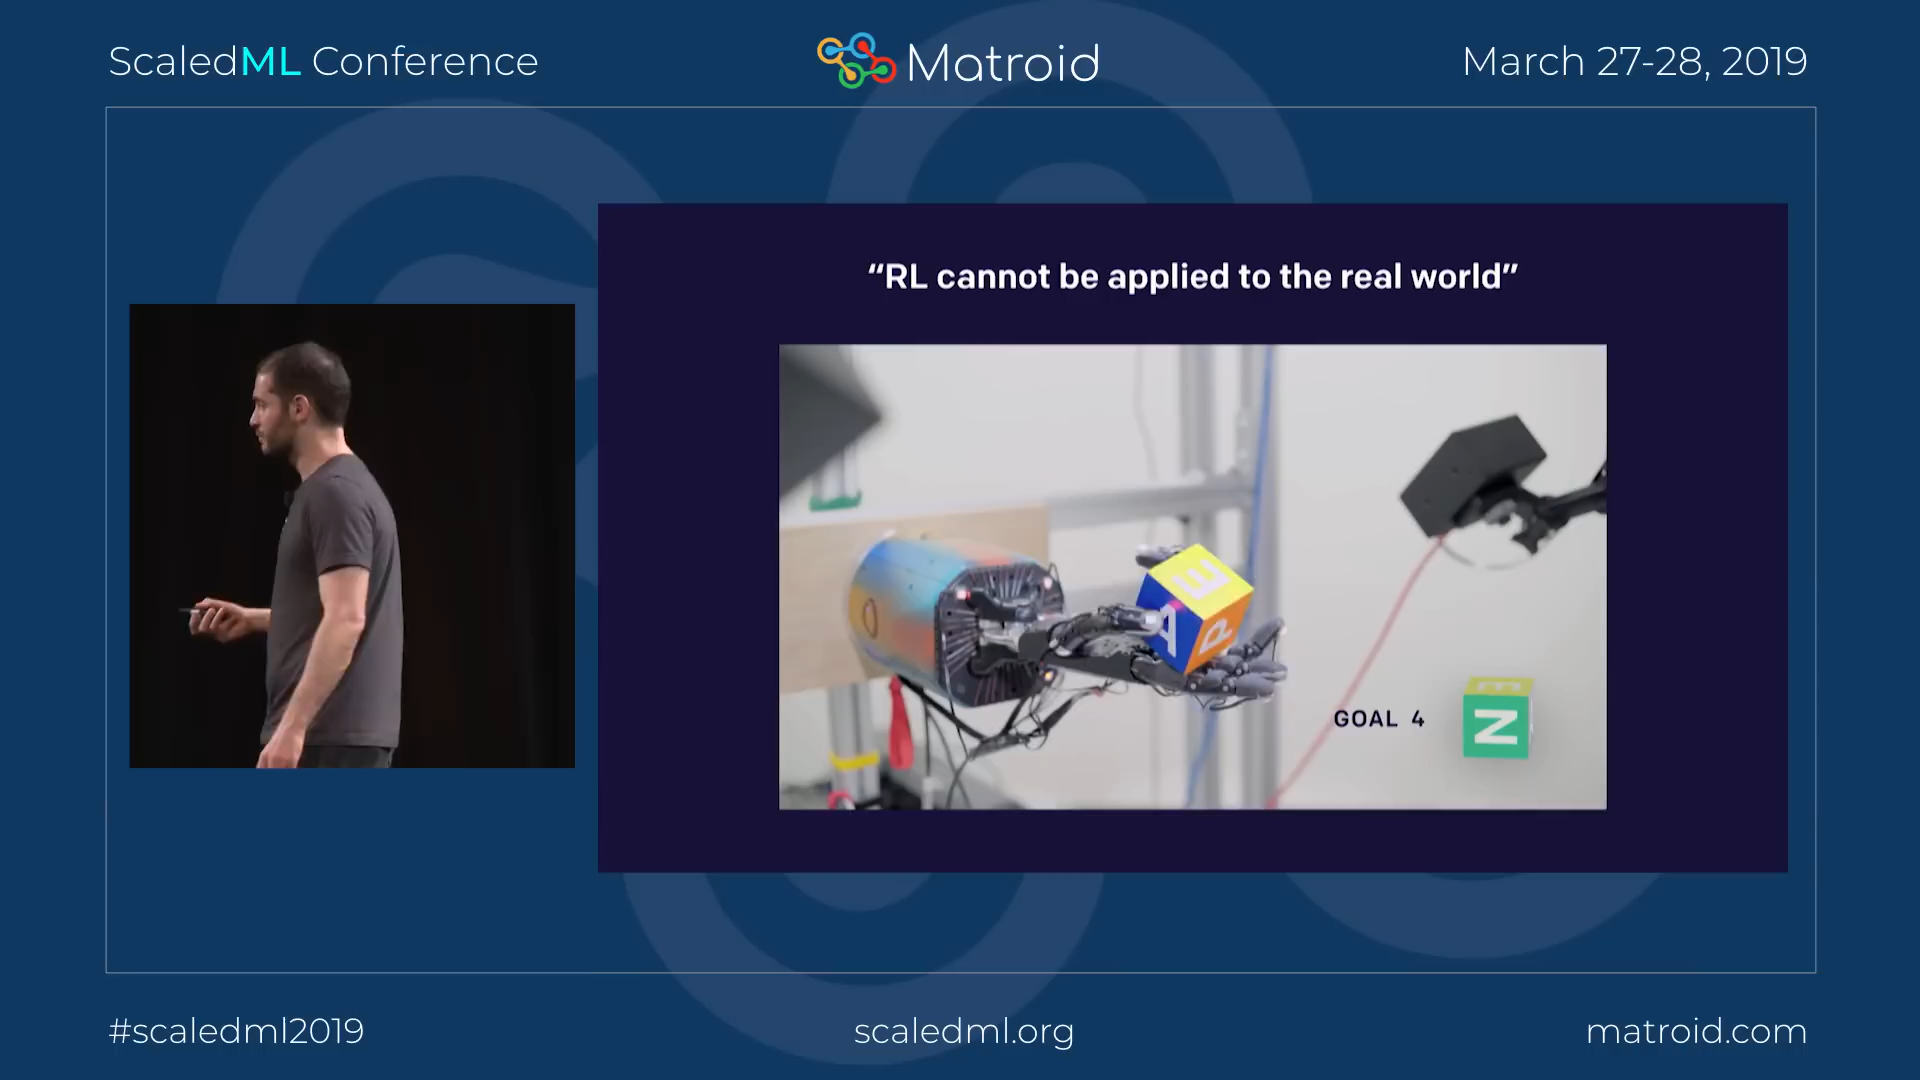 ScaledML Conference
Matroid
March 27-28, 2019
“RL cannot be applied to the real world”
E
A
P
GOAL 4
E
N
#scaledml2019
scaledml.org
matroid.com